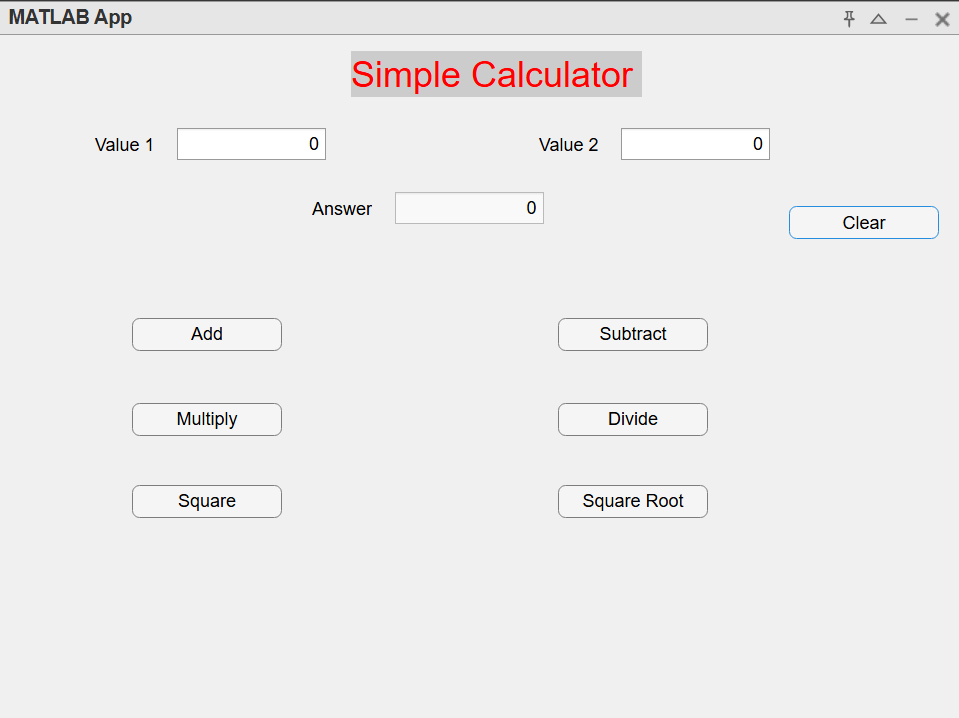 MATLAB App
Simple Calculator
Value 1 0 Value 2 0
Answer 0
Clear
Add Subtract
Multiply Divide
Square Square Root